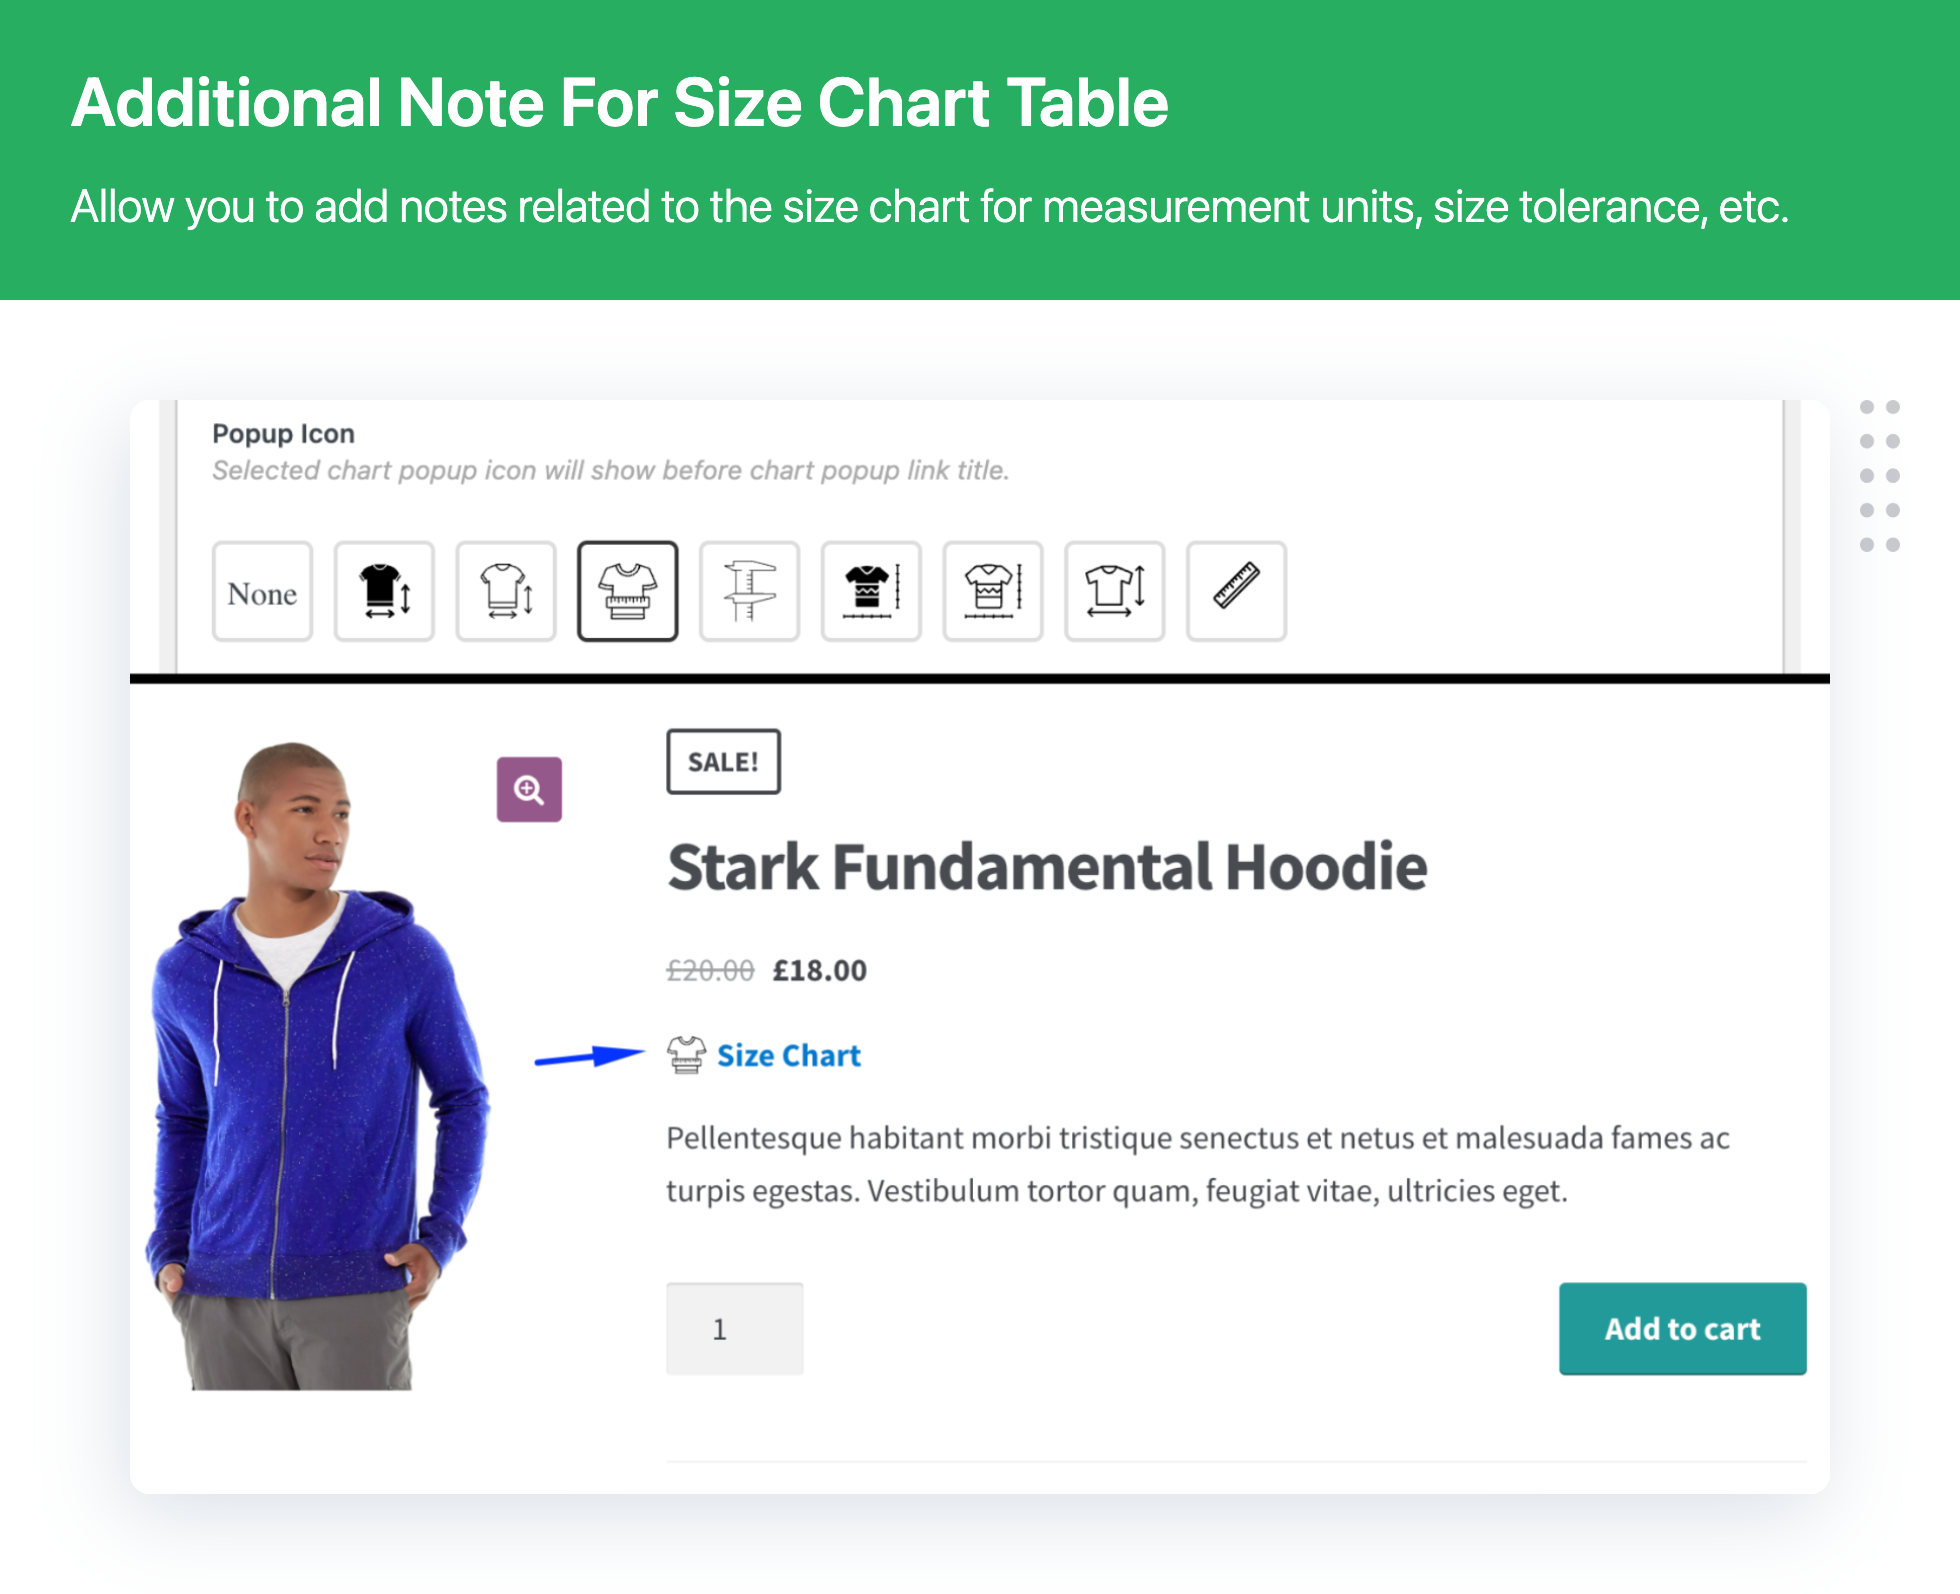 Additional Note For Size Chart Table
Allow you to add notes related to the size chart for measurement units, size tolerance, etc.
Popup Icon
Selected chart popup icon will show before chart popup link title.
None
SALE!
Stark Fundamental Hoodie
£20.00 £18.00
Size Chart
Pellentesque habitant morbi tristique senectus et netus et malesuada fames ac
turpis egestas. Vestibulum tortor quam, feugiat vitae, ultricies eget.
1
Add to cart